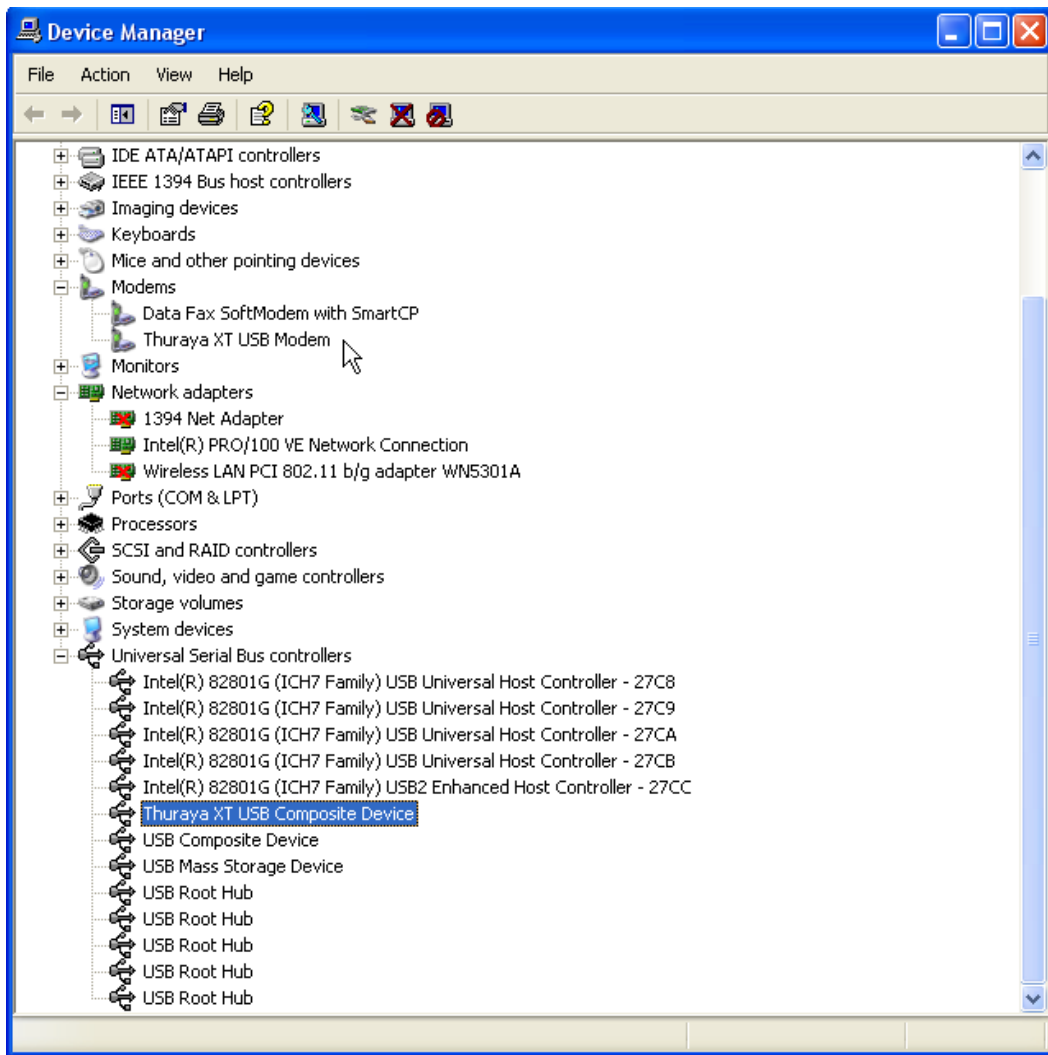 Device Manager
File Action View Help
IDE ATA/ATAPI controllers
IEEE 1394 Bus host controllers
Imaging devices
Keyboards
Mice and other pointing devices
Modems
Data Fax SoftModem with SmartCP
Thuraya XT USB Modem
Monitors
Network adapters
1394 Net Adapter
Intel(R) PRO/100 VE Network Connection
Wireless LAN PCI 802.11 b/g adapter WN5301A
Ports (COM & LPT)
Processors
SCSI and RAID controllers
Sound, video and game controllers
Storage volumes
System devices
Universal Serial Bus controllers
Intel(R) 82801G (ICH7 Family) USB Universal Host Controller - 27C8
Intel(R) 82801G (ICH7 Family) USB Universal Host Controller - 27C9
Intel(R) 82801G (ICH7 Family) USB Universal Host Controller - 27CA
Intel(R) 82801G (ICH7 Family) USB Universal Host Controller - 27CB
Intel(R) 82801G (ICH7 Family) USB2 Enhanced Host Controller - 27CC
Thuraya XT USB Composite Device
USB Composite Device
USB Mass Storage Device
USB Root Hub
USB Root Hub
USB Root Hub
USB Root Hub
USB Root Hub